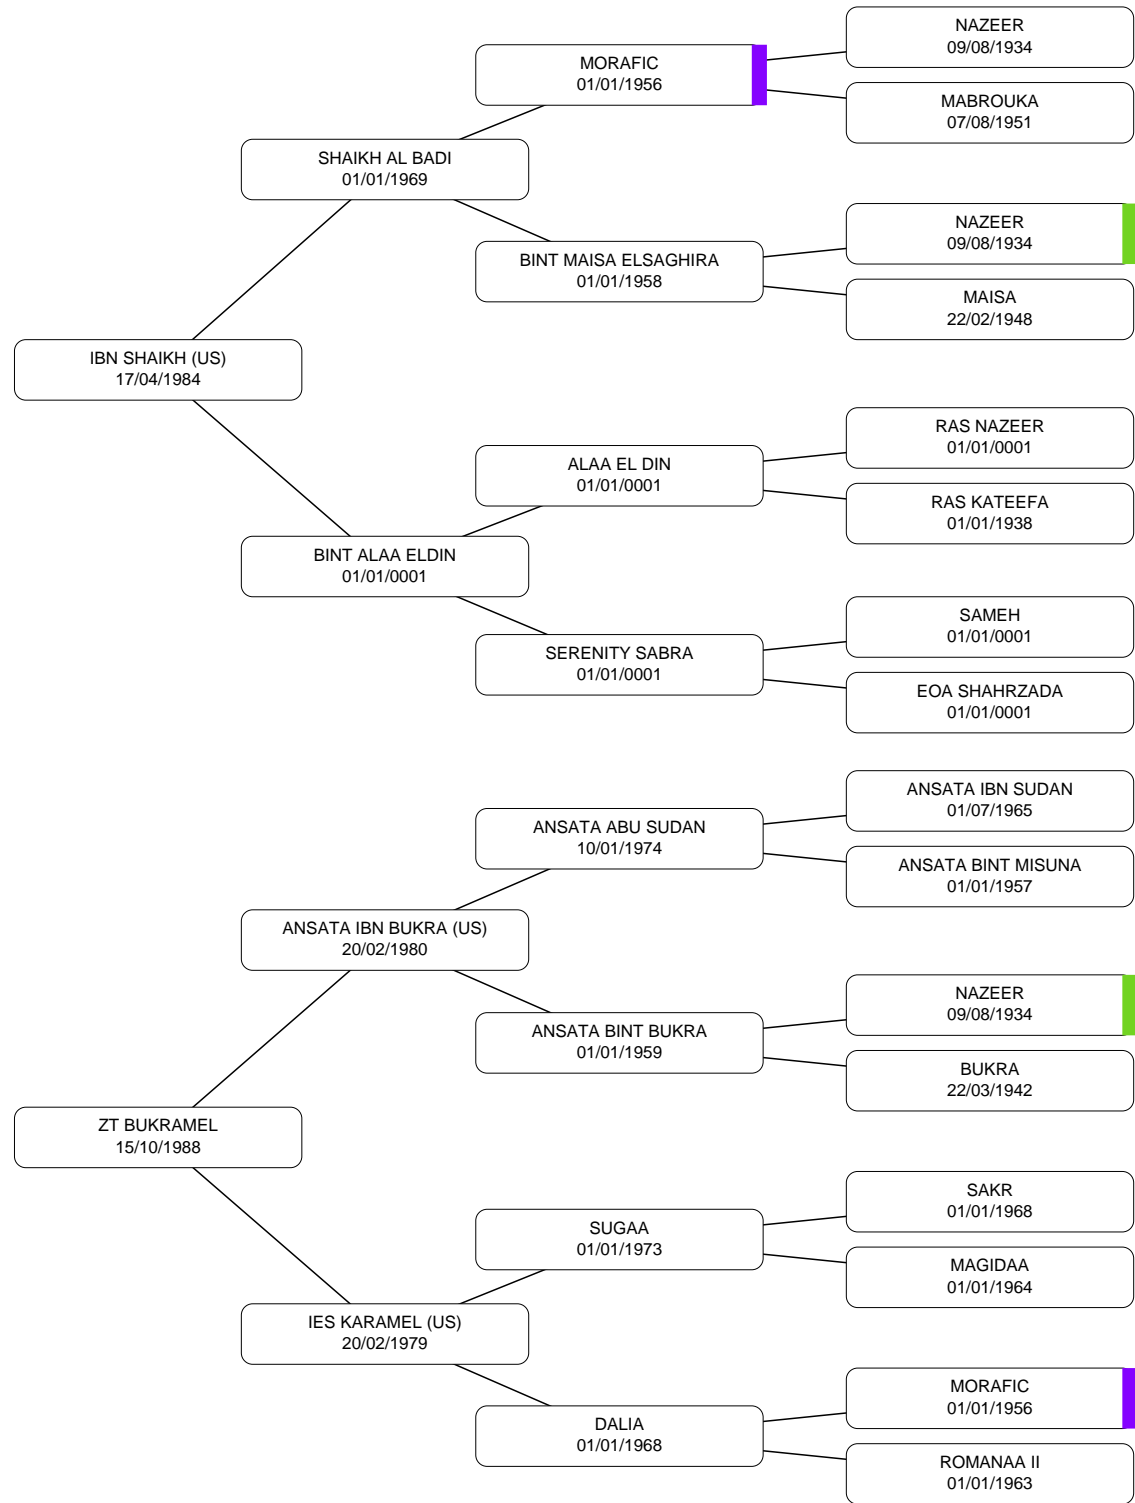 NAZEER
09/08/1934
MORAFIC
01/01/1956
MABROUKA
07/08/1951
SHAIKH AL BADI
01/01/1969
NAZEER
09/08/1934
BINT MAISA ELSAGHIRA
01/01/1958
MAISA
22/02/1948
IBN SHAIKH (US)
17/04/1984
RAS NAZEER
01/01/0001
ALAA EL DIN
01/01/0001
RAS KATEEFA
01/01/1938
BINT ALAA ELDIN
01/01/0001
SAMEH
01/01/0001
SERENITY SABRA
01/01/0001
EOA SHAHRZADA
01/01/0001
ANSATA IBN SUDAN
01/07/1965
ANSATA ABU SUDAN
10/01/1974
ANSATA BINT MISUNA
01/01/1957
ANSATA IBN BUKRA (US)
20/02/1980
NAZEER
09/08/1934
ANSATA BINT BUKRA
01/01/1959
BUKRA
22/03/1942
ZT BUKRAMEL
15/10/1988
SAKR
01/01/1968
SUGAA
01/01/1973
MAGIDAA
01/01/1964
IES KARAMEL (US)
20/02/1979
MORAFIC
01/01/1956
DALIA
01/01/1968
ROMANAA II
01/01/1963